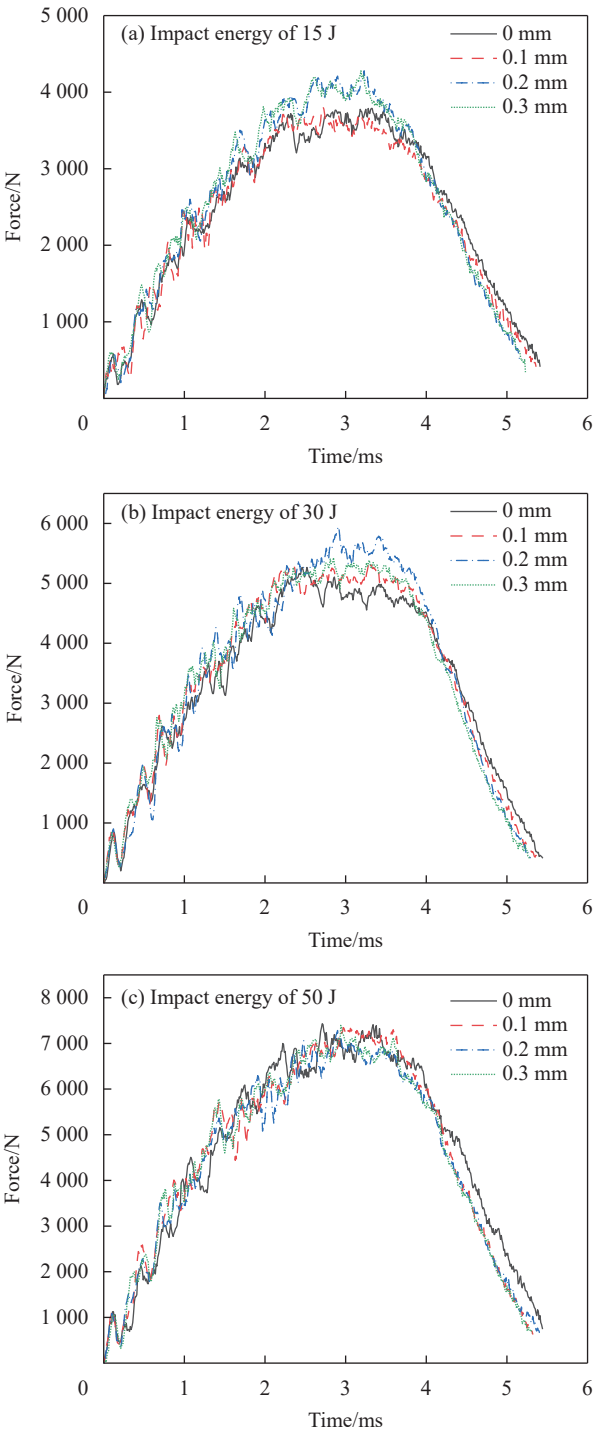 5 000
(a) Impact energy of 15 J
0 mm
0.1 mm
0.2 mm
0.3 mm
4 000
3 000
2 000
1 000
Force/N
0
1
2
3
4
5
6
Time/ms
6 000
(b) Impact energy of 30 J
0 mm
0.1 mm
0.2 mm
0.3 mm
5 000
4 000
3 000
2 000
1 000
Force/N
0
1
2
3
4
5
6
Time/ms
8 000
(c) Impact energy of 50 J
0 mm
0.1 mm
0.2 mm
0.3 mm
7 000
6 000
5 000
4 000
3 000
2 000
1 000
Force/N
0
1
2
3
4
5
6
Time/ms